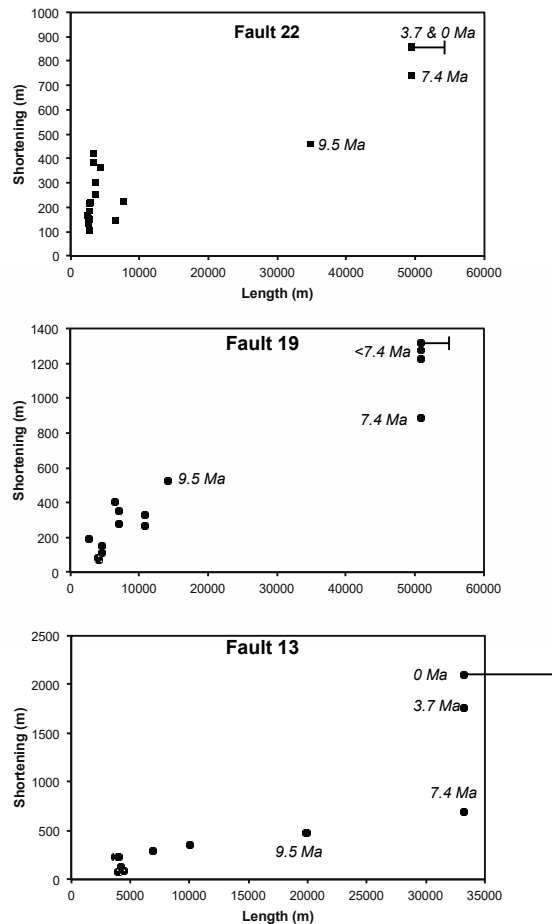 Fault 22
3.7 & 0 Ma
7.4 Ma
9.5 Ma
Shortening (m)
1000
900
800
700
600
500
400
300
200
100
0
0 10000 20000 30000 40000 50000 60000
Length (m)
Fault 19
<7.4 Ma
7.4 Ma
9.5 Ma
Shortening (m)
1400
1200
1000
800
600
400
200
0
0 10000 20000 30000 40000 50000 60000
Fault 13
0 Ma
3.7 Ma
7.4 Ma
9.5 Ma
Shortening (m)
2500
2000
1500
1000
500
0
0 5000 10000 15000 20000 25000 30000 35000
Length (m)